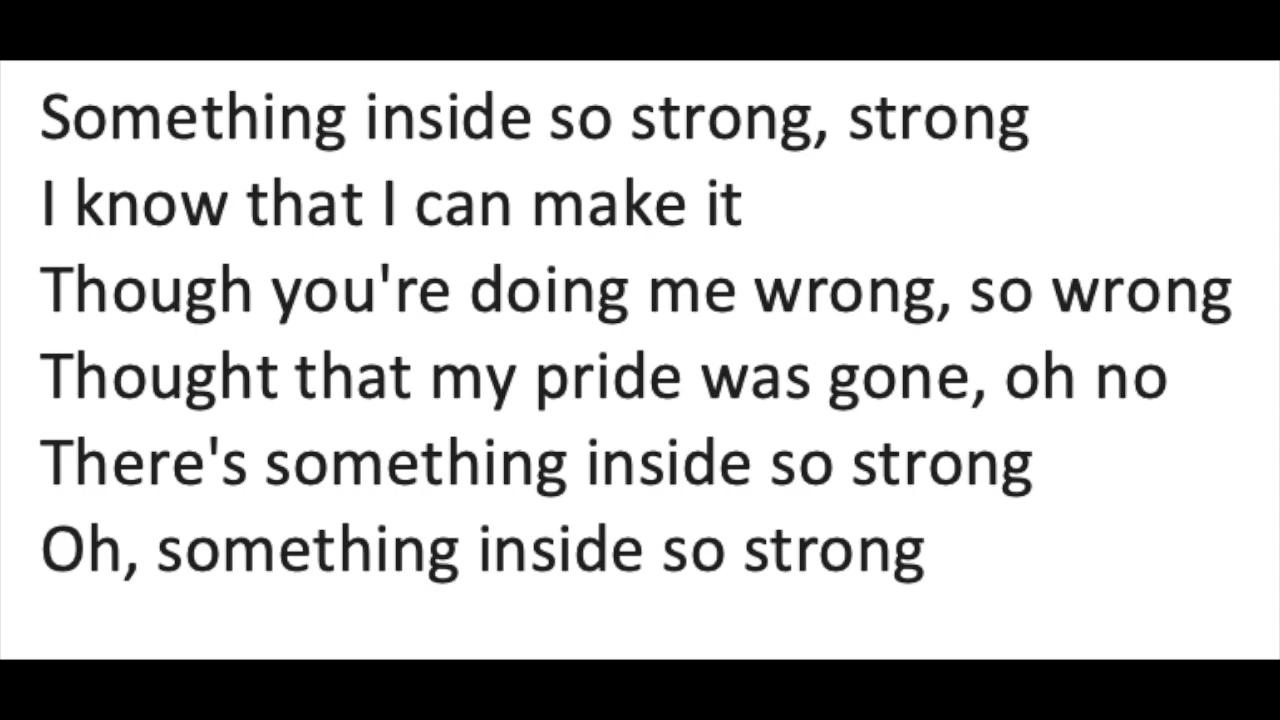 Something inside so strong, strong
I know that I can make it
Though you're doing me wrong, so wrong
Thought that my pride was gone, oh no
There's something inside so strong
Oh, something inside so strong